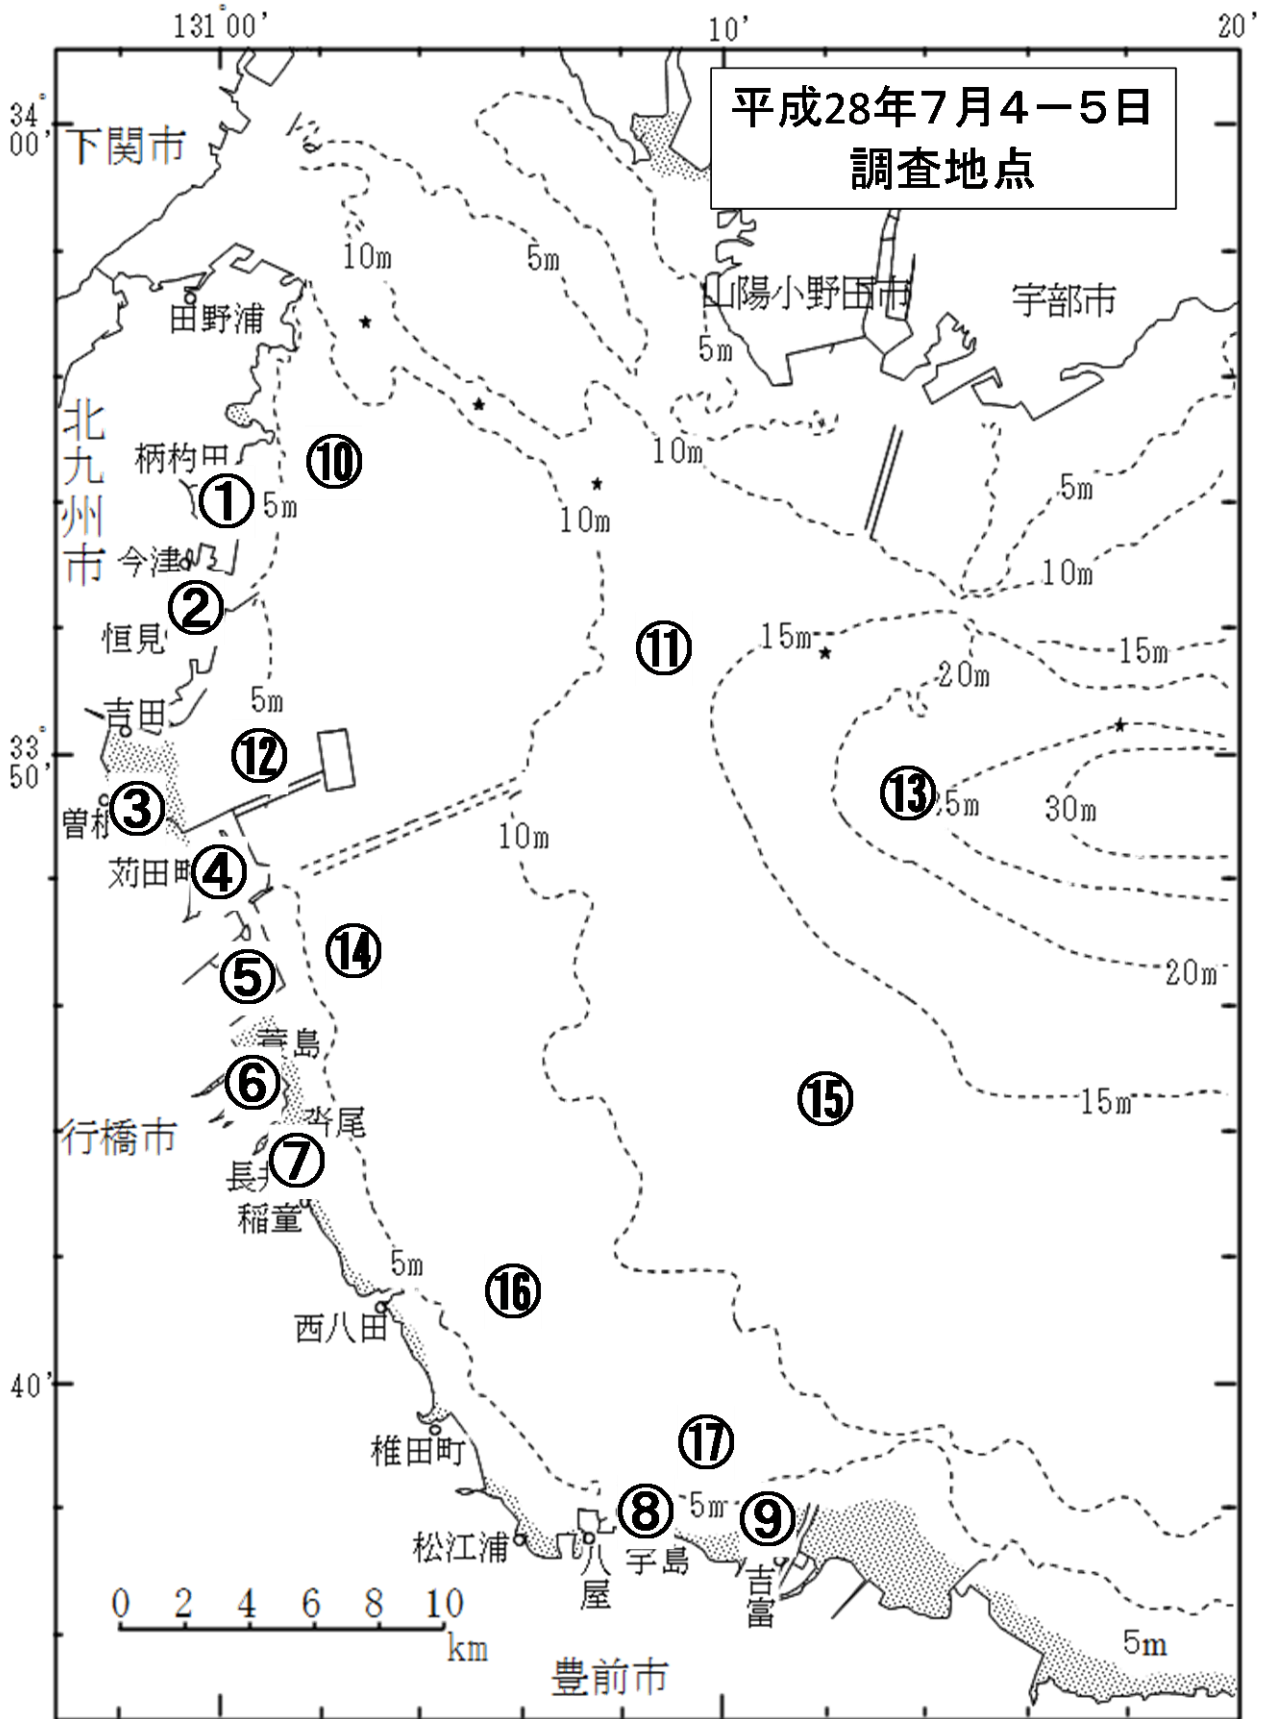 131°00'
10'
20'
平成28年7月4－5日
調査地点
34°
00'
下関市
10m
5m
山陽小野田市
宇部市
田野浦
5m
北九州市
柄杓田
⑩
10m
①
5m
10m
5m
今津
10m
②
恒見
⑪
15m
15m
20m
5m
吉田
33°
50'
⑫
⑬
5m
30m
③
曽根
10m
苅田町
④
⑭
⑤
20m
島
⑥
⑮
15m
沓尾
行橋市
⑦
長井
稲童
5m
⑯
西八田
40'
⑰
椎田町
5m
⑧
⑨
松江浦
八屋
宇島
吉富
0 2 4 6 8 10
km
5m
豊前市